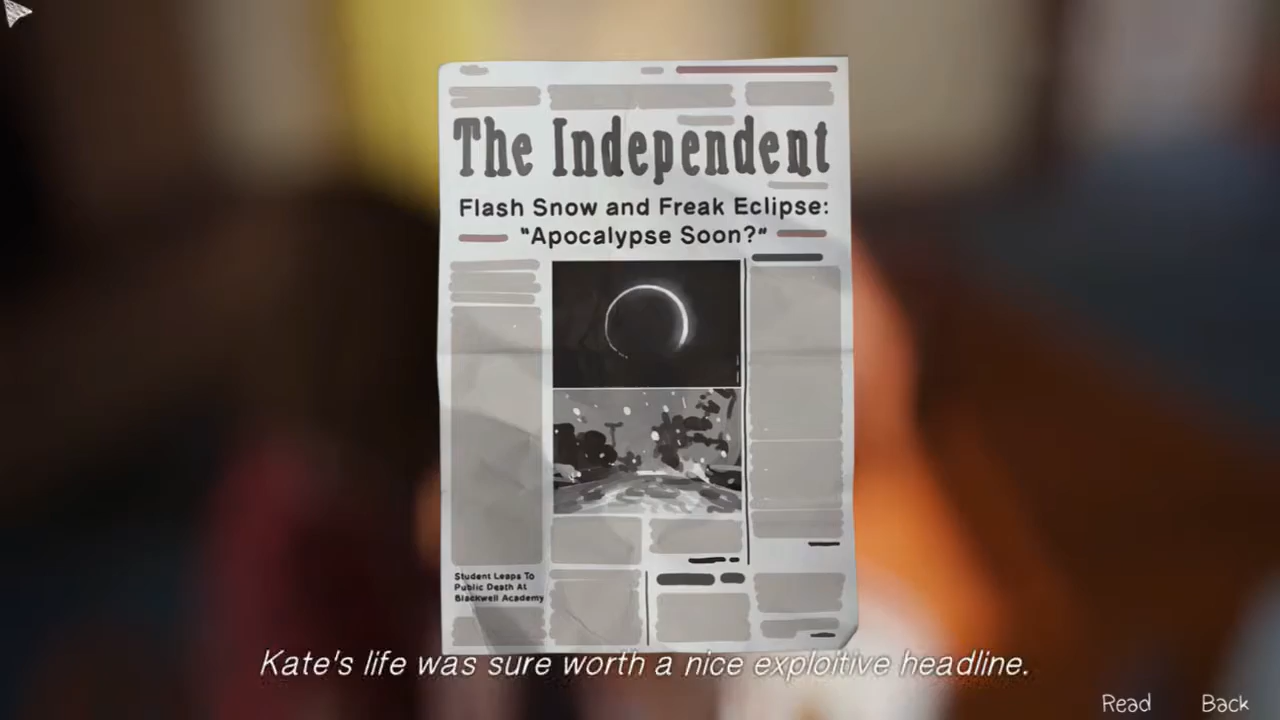 The Independent
Flash Snow and Freak Eclipse:
"Apocalypse Soon?"
Student Leaps To
Public Death At
Blackwell Academy
Kate's life was sure worth a nice exploitive headline.
Read Back